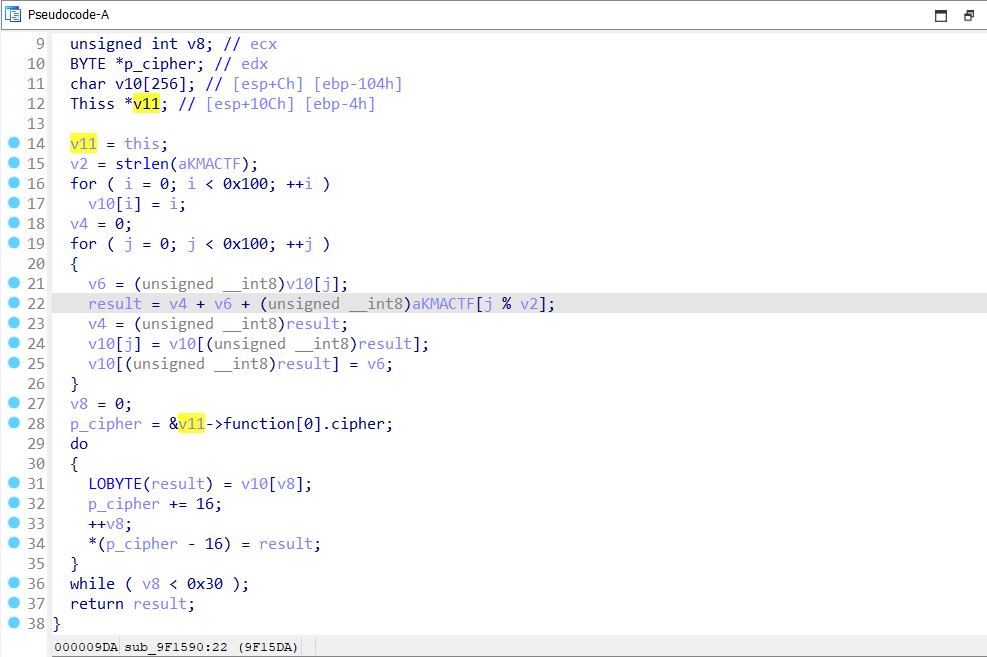 Pseudocode-A
9 unsigned int v8; // ecx
10 BYTE *p_cipher; // edx
11 char v10[256]; // [esp+Ch] [ebp-104h]
12 Thiss *v11; // [esp+10Ch] [ebp-4h]
13
14 v11 = this;
15 v2 = strlen(aKMACTF);
16 for ( i = 0; i < 0x100; ++i )
17 v10[i] = i;
18 v4 = 0;
19 for ( j = 0; j < 0x100; ++j )
20 {
21 v6 = (unsigned __int8)v10[j];
22 result = v4 + v6 + (unsigned __int8)aKMACTF[j % v2];
23 v4 = (unsigned __int8)result;
24 v10[j] = v10[(unsigned __int8)result];
25 v10[(unsigned __int8)result] = v6;
26 }
27 v8 = 0;
28 p_cipher = &v11->function[0].cipher;
29 do
30 {
31 LOBYTE(result) = v10[v8];
32 p_cipher += 16;
33 ++v8;
34 *(p_cipher - 16) = result;
35 }
36 while ( v8 < 0x30 );
37 return result;
38 }
000009DA sub_9F1590:22 (9F15DA)